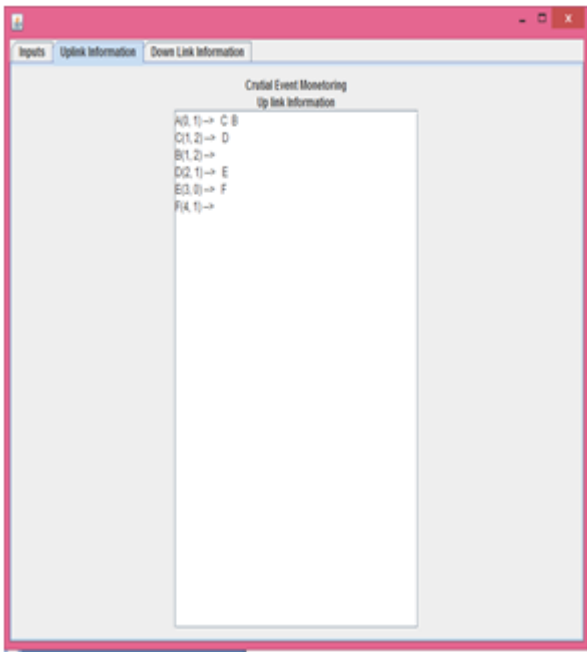 Inputs Uplink Information Down Link Information
Crutial Event Monetoring
Up link Information
A(0, 1)--> C B
C(1, 2)--> D
B(1, 2)-->
D(2, 1)--> E
E(3, 0)--> F
F(4, 1)-->